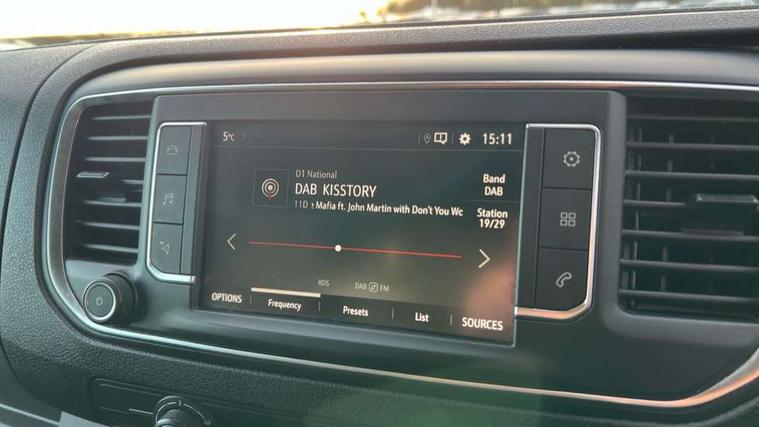 5°C
15:11
D1 National
DAB KISSTORY
11D : Mafia ft. John Martin with Don't You Wc
Band
DAB
Station
19/29
RDS DAB FM
OPTIONS Frequency Presets List SOURCES